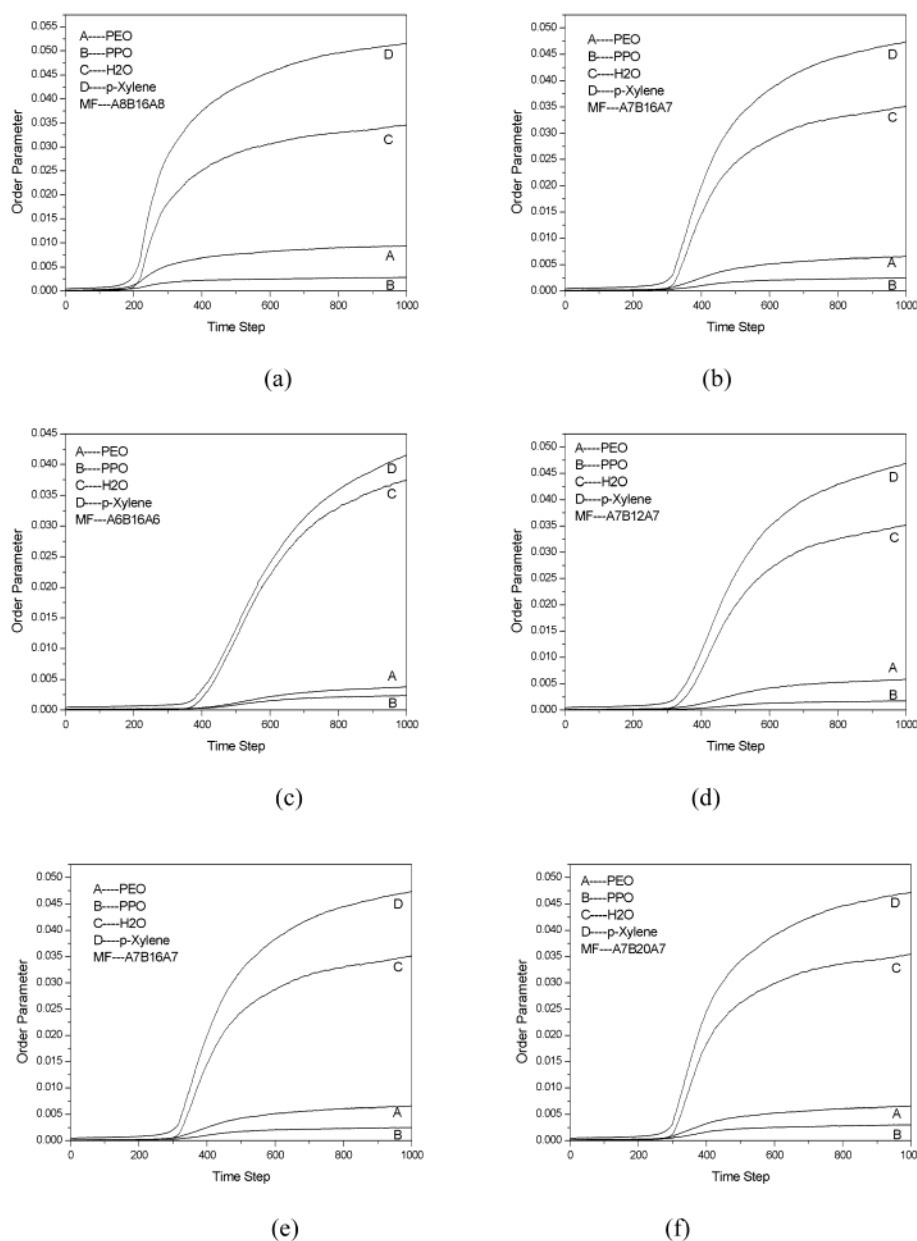 A----PEO
B----PPO
C----H2O
D----p-Xylene
MF---A8B16A8
D
C
A
B
0.050
0.045
0.040
0.035
0.030
0.025
0.020
0.015
0.010
0.005
0.000
Order Parameter
0 200 400 600 800 1000
Time Step
(a)
A----PEO
B----PPO
C----H2O
D----p-Xylene
MF---A7B16A7
D
C
A
B
0.050
0.045
0.040
0.035
0.030
0.025
0.020
0.015
0.010
0.005
0.000
Order Parameter
0 200 400 600 800 1000
Time Step
(b)
A----PEO
B----PPO
C----H2O
D----p-Xylene
MF---A6B16A6
D
C
A
B
0.045
0.040
0.035
0.030
0.025
0.020
0.015
0.010
0.005
0.000
Order Parameter
0 200 400 600 800 1000
Time Step
(c)
A----PEO
B----PPO
C----H2O
D----p-Xylene
MF---A7B12A7
D
C
A
B
0.050
0.045
0.040
0.035
0.030
0.025
0.020
0.015
0.010
0.005
0.000
Order Parameter
0 200 400 600 800 1000
Time Step
(d)
A----PEO
B----PPO
C----H2O
D----p-Xylene
MF---A7B16A7
D
C
A
B
0.050
0.045
0.040
0.035
0.030
0.025
0.020
0.015
0.010
0.005
0.000
Order Parameter
0 200 400 600 800 1000
Time Step
(e)
A----PEO
B----PPO
C----H2O
D----p-Xylene
MF---A7B20A7
D
C
A
B
0.050
0.045
0.040
0.035
0.030
0.025
0.020
0.015
0.010
0.005
0.000
Order Parameter
0 200 400 600 800 1000
Time Step
(f)